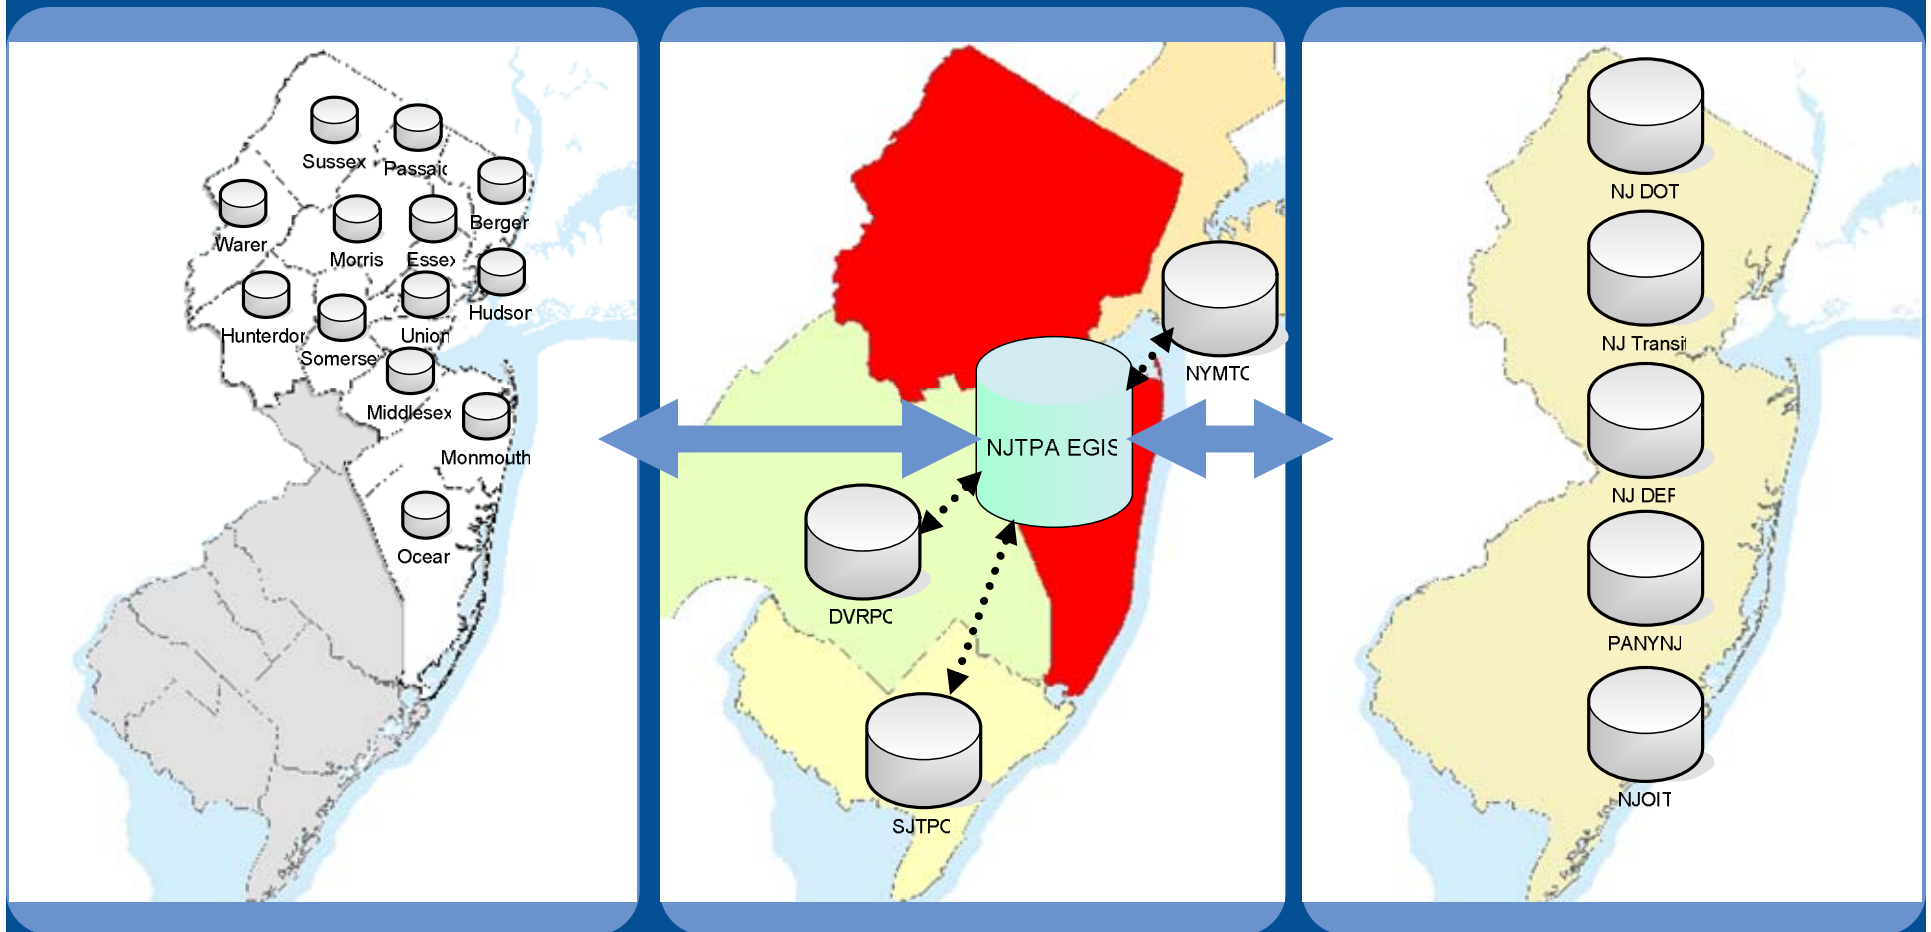 Sussex
Passaic
Berger
Warer
Morris
Essex
Hudsor
Hunterdor
Somerse
Union
Middlesex
Monmouth
Ocear
NYMTC
NJTPA EGIS
DVRPC
SJTPC
NJ DOT
NJ Transit
NJ DEF
PANYNJ
NJOIT